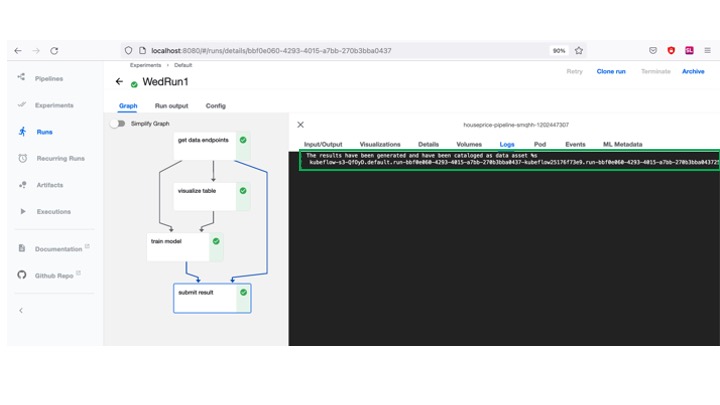 localhost:8080/#/runs/details/bbf0e060-4293-4015-a7bb-270b3bba0437
90%
SL
Experiments › Default
WedRun1
Retry Clone run Terminate Archive
Pipelines
Experiments
Runs
Recurring Runs
Artifacts
Executions
Documentation
Github Repo
Graph Run output Config
Simplify Graph
get data endpoints
visualize table
train model
submit result
houseprice-pipeline-smqhh-1202447307
Input/Output Visualizations Details Volumes Logs Pod Events ML Metadata
The results have been generated and have been cataloged as data asset %s
kubeflow-s3-QfDyD.default.run-bbf0e060-4293-4015-a7bb-270b3bba0437-kubeflow25176f73e9.run-bbf0e060-4293-4015-a7bb-270b3bba043725